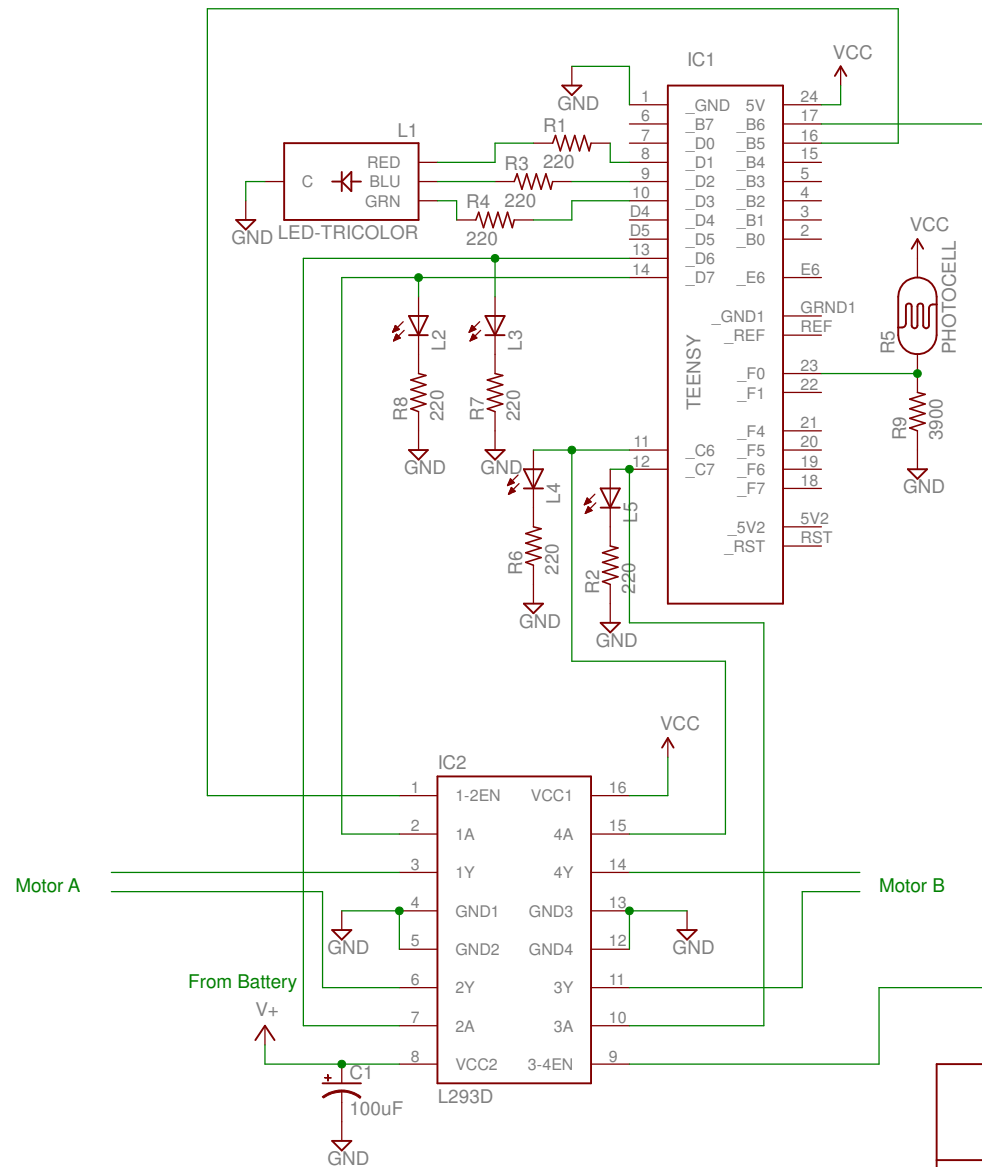 IC1
VCC
GND
1 _GND 5V 24
6 _B7 _B6 17
7 _D0 _B5 16
8 _D1 _B4 15
9 _D2 _B3 5
10 _D3 _B2 4
D4 _D4 _B1 3
D5 _D5 _B0 2
13 _D6
14 _D7 _E6 E6
_GND1 GRND1
_REF REF
TEENSY
_F0 23
_F1 22
_F4 21
11 _C6 _F5 20
12 _C7 _F6 19
_F7 18
_5V2 5V2
_RST RST
L1
RED
C BLU
GRN
LED-TRICOLOR
GND
R1
220
R3
220
R4
220
VCC
R5
PHOTOCELL
R9
3900
GND
L2
R8
220
GND
L3
R7
220
GND
L4
R6
220
GND
L5
R2
220
GND
VCC
IC2
1 1-2EN VCC1 16
2 1A 4A 15
3 1Y 4Y 14
4 GND1 GND3 13
5 GND2 GND4 12
6 2Y 3Y 11
7 2A 3A 10
8 VCC2 3-4EN 9
L293D
Motor A
Motor B
GND
GND
From Battery
V+
+
C1
100uF
GND